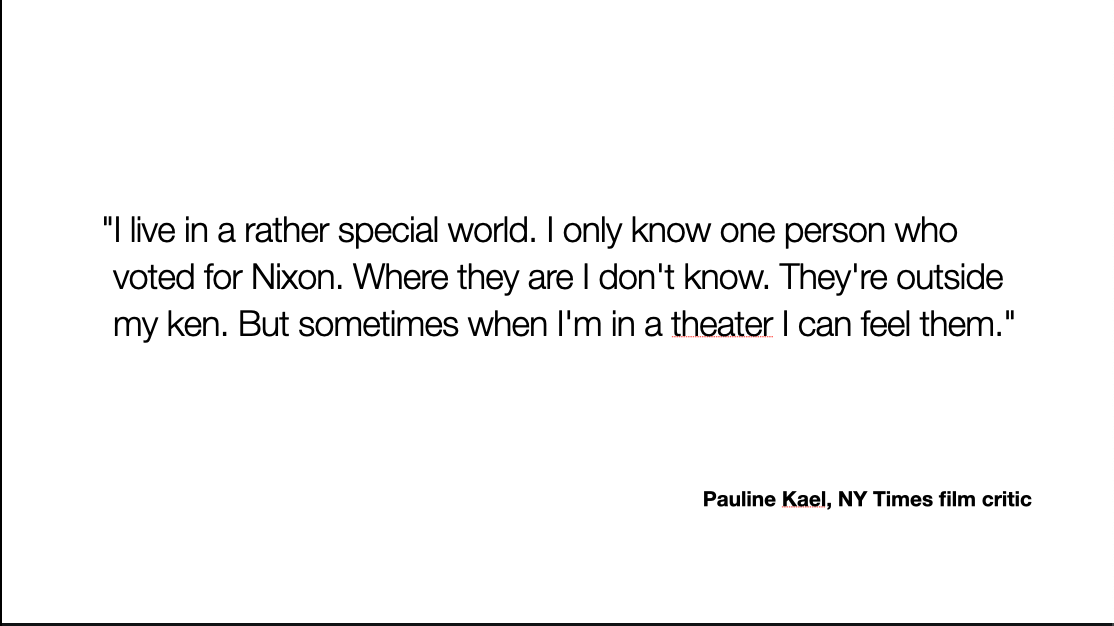 "I live in a rather special world. I only know one person who
voted for Nixon. Where they are I don't know. They're outside
my ken. But sometimes when I'm in a theater I can feel them."
Pauline Kael, NY Times film critic